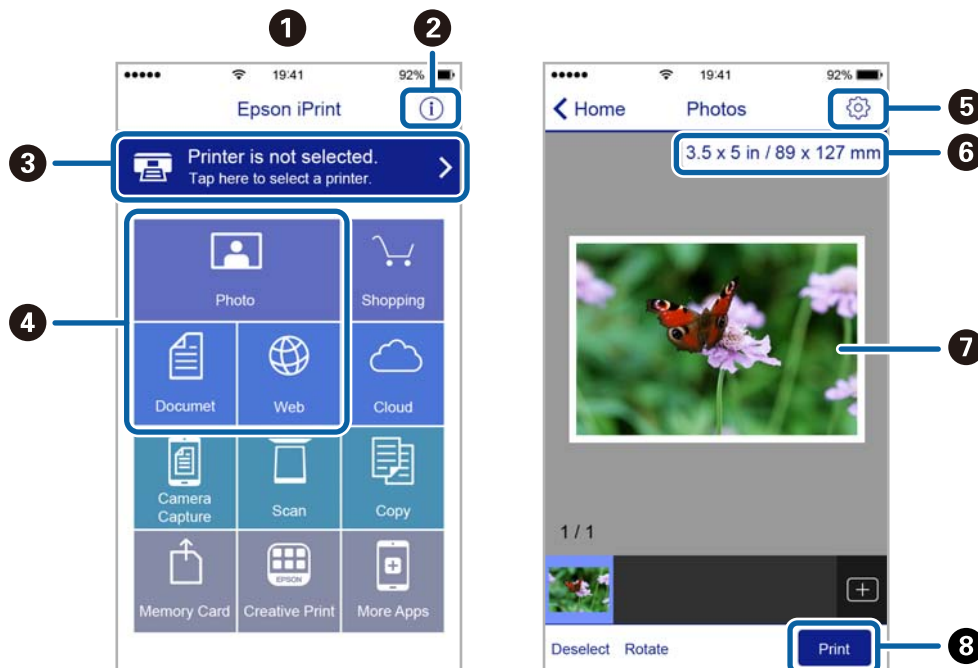 1
2
19:41
92%
Epson iPrint
i
3
Printer is not selected.
Tap here to select a printer.
4
Photo
Shopping
Documet
Web
Cloud
Camera
Capture
Scan
Copy
Memory Card
EPSON
Creative Print
More Apps
19:41
92%
Home
Photos
5
3.5 x 5 in / 89 x 127 mm
6
7
1 / 1
Deselect
Rotate
Print
8